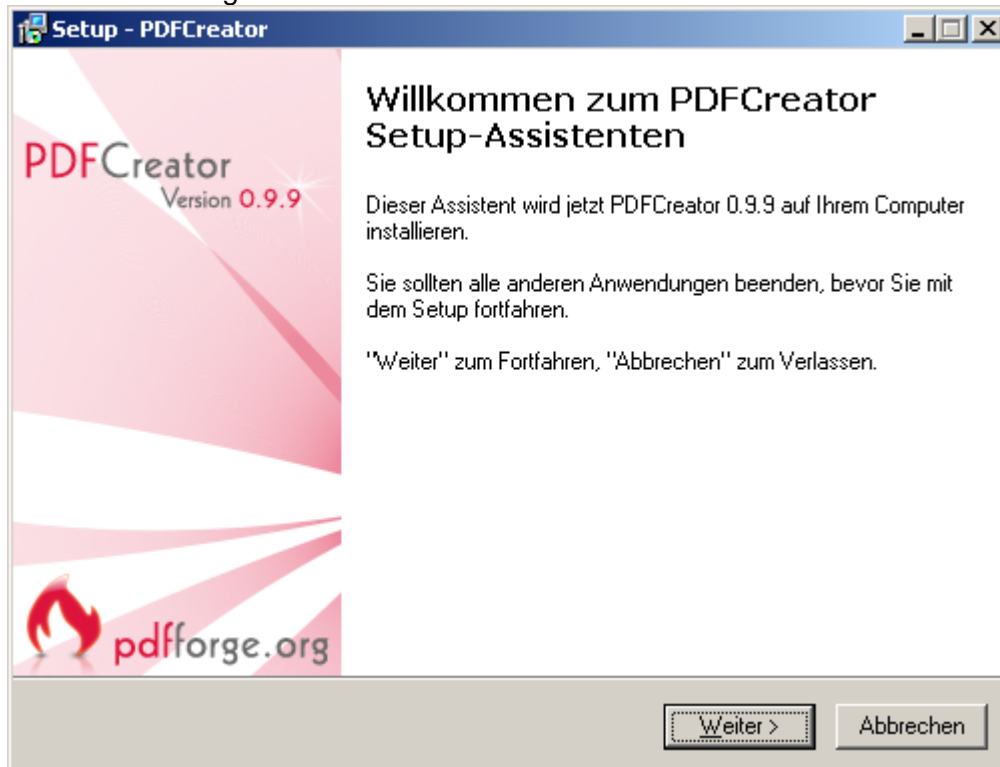 Setup - PDFCreator
Willkommen zum PDFCreator
Setup-Assistenten
PDFCreator
Version 0.9.9
Dieser Assistent wird jetzt PDFCreator 0.9.9 auf Ihrem Computer
installieren.
Sie sollten alle anderen Anwendungen beenden, bevor Sie mit
dem Setup fortfahren.
"Weiter" zum Fortfahren, "Abbrechen" zum Verlassen.
pdfforge.org
Weiter > Abbrechen